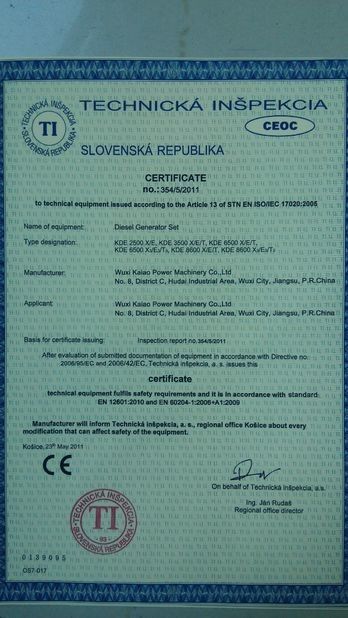 TECHNICKÁ INŠPEKCIA
SLOVENSKÁ REPUBLIKA
TI
TECHNICKÁ INŠPEKCIA
CEOC
SLOVENSKÁ REPUBLIKA
CERTIFICATE
no.:354/5/2011
to technical equipment issued according to the Article 13 of STN EN ISO/IEC 17020:2005
Name of equipment: Diesel Generator Set
Type designation: KDE 2500 X/E, KDE 3500 X/E/T, KDE 6500 X/E/T,
KDE 6500 X₃/E₃/T₃, KDE 8600 X/E/T, KDE 8600 X₃/E₃/T₃
Manufacturer: Wuxi Kaiao Power Machinery Co.,Ltd
No. 8, District C, Hudai Industrial Area, Wuxi City, Jiangsu, P.R.China
Applicant: Wuxi Kaiao Power Machinery Co.,Ltd
No. 8, District C, Hudai Industrial Area, Wuxi City, Jiangsu, P.R.China
Basis for certificate issuing: Inspection report no.354/5/2011
After evaluation of submitted documentation of equipment in accordance with Directive no.
2006/95/EC and 2006/42/EC, Technická inšpekcia, a. s. issues this
certificate
technical equipment fulfils safety requirements and it is in accordance with standard:
EN 12601:2010 and EN 60204-1:2006+A1:2009
Manufacturer will inform Technická inšpekcia, a.s., regional office Košice about every
modification that can affect safety of the equipment.
Košice, 23rd May 2011
CE
On behalf of Technická inšpekcia, a.s.
Ing. Ján Rudaš
Regional office director
TECHNICKÁ INŠPEKCIA
TI
- 93 -
SLOVENSKÁ REPUBLIKA
0139095
OS7-017